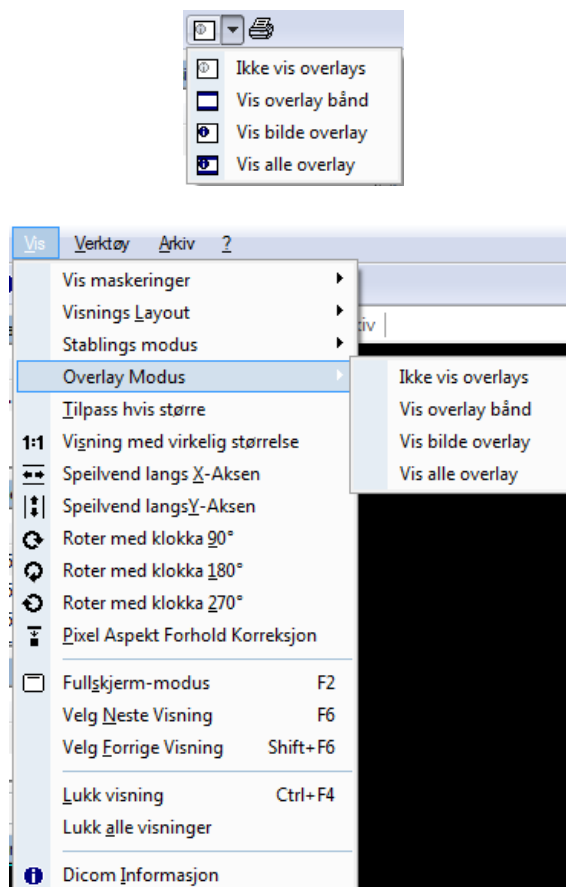 Ikke vis overlays
Vis overlay bånd
Vis bilde overlay
Vis alle overlay
Vis Verktøy Arkiv ?
Vis maskeringer
Visnings Layout
Stablings modus
Overlay Modus
Ikke vis overlays
Vis overlay bånd
Vis bilde overlay
Vis alle overlay
Tilpass hvis større
1:1 Visning med virkelig størrelse
Speilvend langs X-Aksen
Speilvend langsY-Aksen
Roter med klokka 90°
Roter med klokka 180°
Roter med klokka 270°
Pixel Aspekt Forhold Korreksjon
Fullskjerm-modus F2
Velg Neste Visning F6
Velg Forrige Visning Shift+F6
Lukk visning Ctrl+F4
Lukk alle visninger
Dicom Informasjon